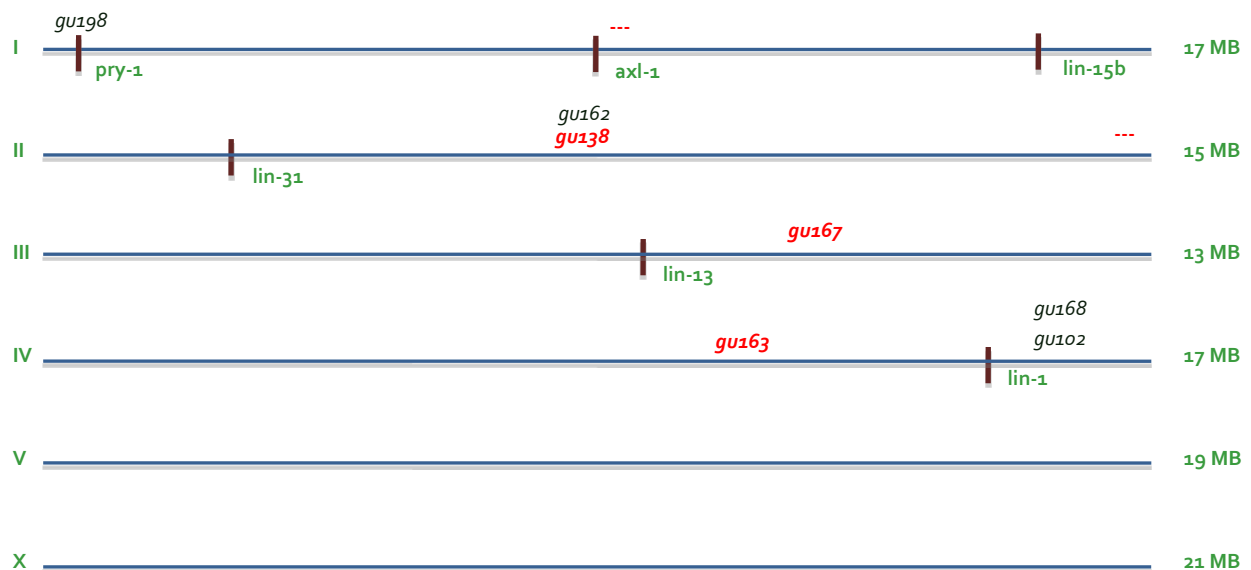 gu198
---
I
17 MB
pry-1
axl-1
lin-15b
gu162
gu138
---
II
15 MB
lin-31
gu167
III
13 MB
lin-13
gu168
gu163
gu102
IV
17 MB
lin-1
V
19 MB
X
21 MB